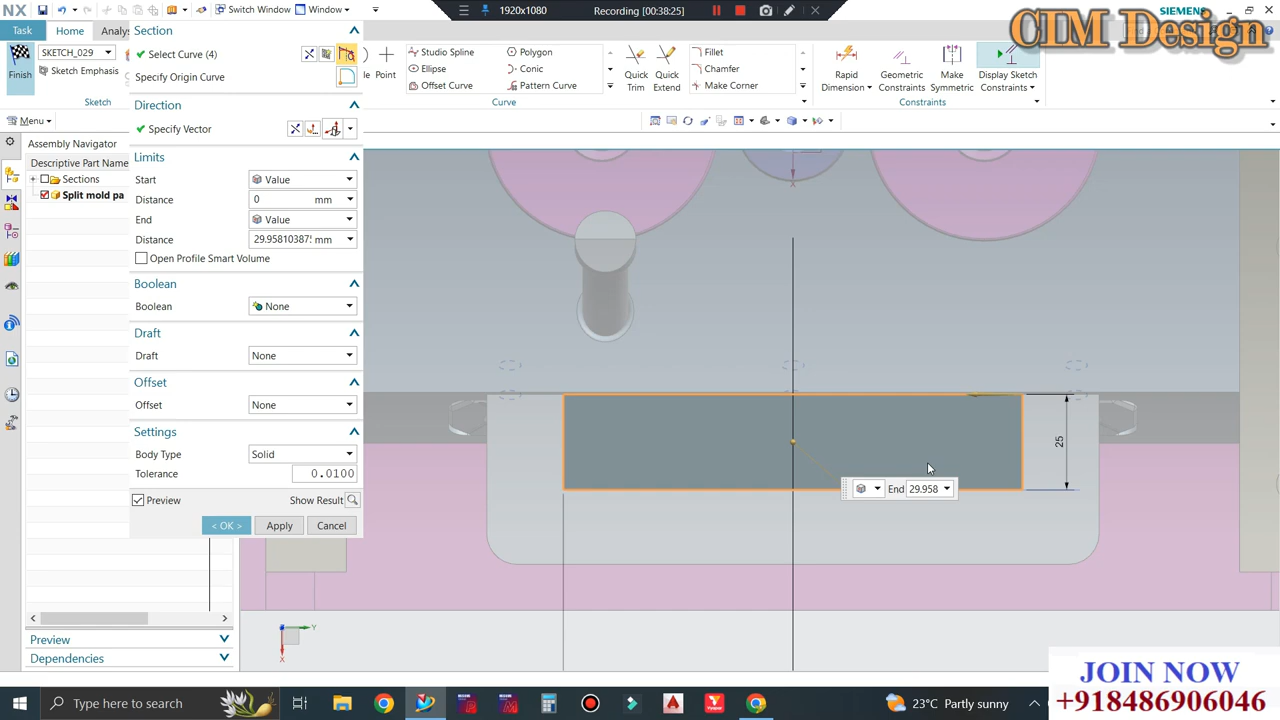 NX
Switch Window
Window
1920x1080
Recording [00:38:25]
SIEMENS
CIM Design
Task
Home
Analys
Finish
SKETCH_029
Sketch Emphasis
Sketch
Point
Studio Spline
Ellipse
Offset Curve
Polygon
Conic
Pattern Curve
Quick Trim
Quick Extend
Fillet
Chamfer
Make Corner
Curve
Rapid Dimension
Geometric Constraints
Make Symmetric
Display Sketch Constraints
Constraints
Menu
Assembly Navigator
Descriptive Part Name
Sections
Split mold pa
Preview
Dependencies
Section
Select Curve (4)
Specify Origin Curve
Direction
Specify Vector
Limits
Start
Value
Distance
0 mm
End
Value
Distance
29.958103875 mm
Open Profile Smart Volume
Boolean
Boolean
None
Draft
Draft
None
Offset
Offset
None
Settings
Body Type
Solid
Tolerance
0.0100
Preview
Show Result
< OK >
Apply
Cancel
X
25
End 29.958
Y
X
JOIN NOW
+918486906046
Type here to search
23°C Partly sunny